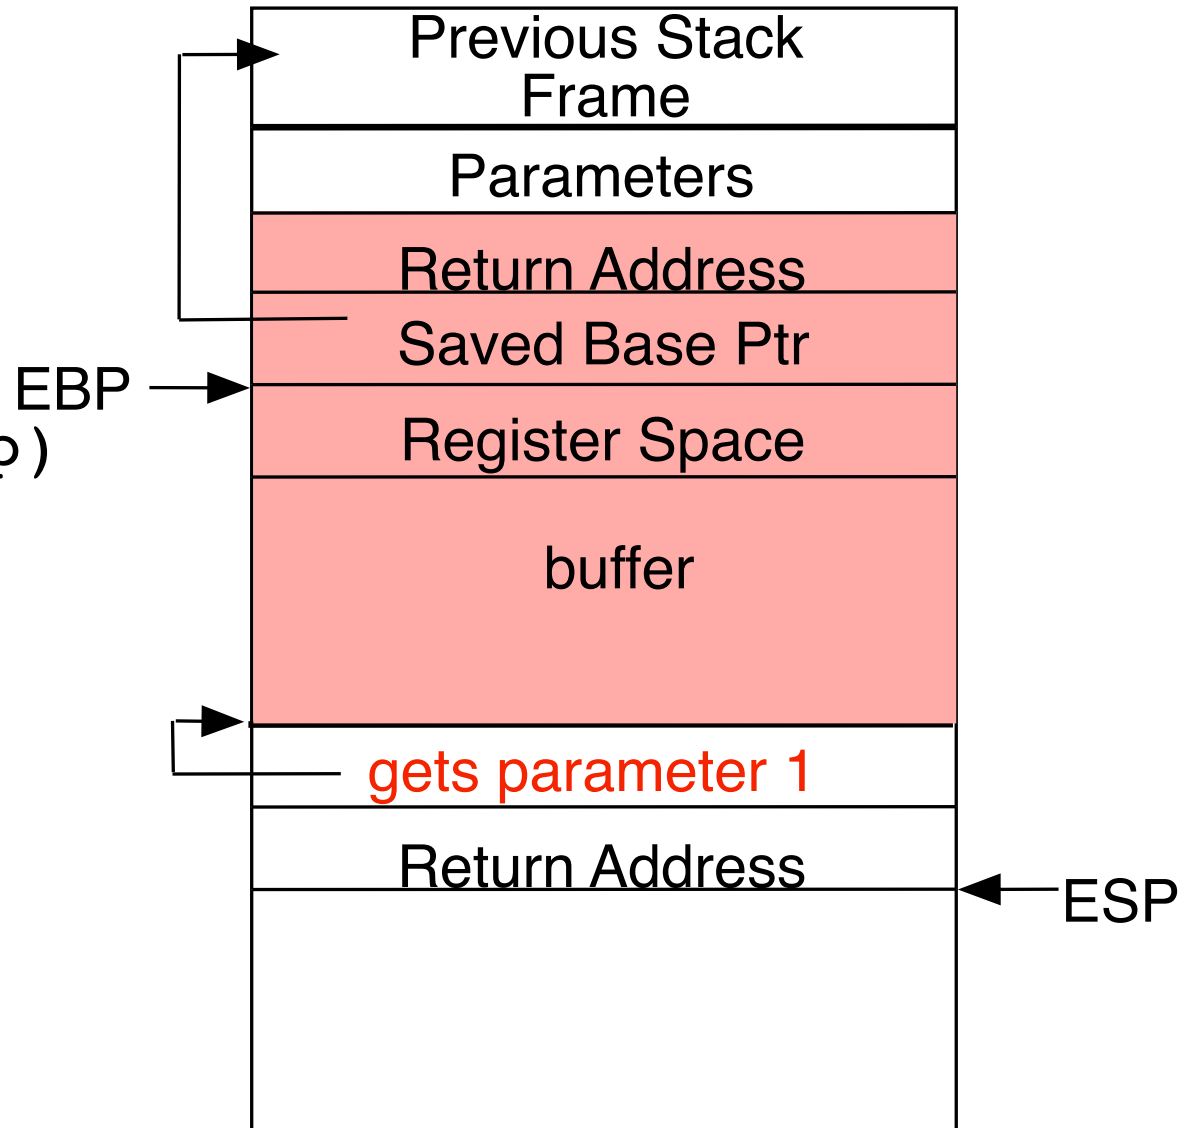 Previous Stack
Frame
Parameters
Return Address
Saved Base Ptr
EBP
Register Space
)
buffer
gets parameter 1
Return Address
ESP